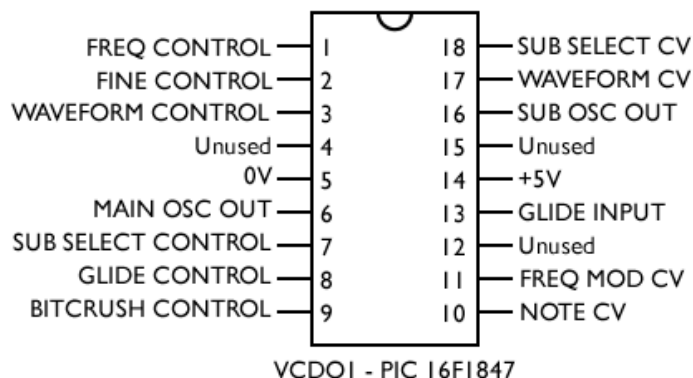 FREQ CONTROL 1 18 SUB SELECT CV
FINE CONTROL 2 17 WAVEFORM CV
WAVEFORM CONTROL 3 16 SUB OSC OUT
Unused 4 15 Unused
0V 5 14 +5V
MAIN OSC OUT 6 13 GLIDE INPUT
SUB SELECT CONTROL 7 12 Unused
GLIDE CONTROL 8 11 FREQ MOD CV
BITCRUSH CONTROL 9 10 NOTE CV
VCDO1 - PIC 16F1847